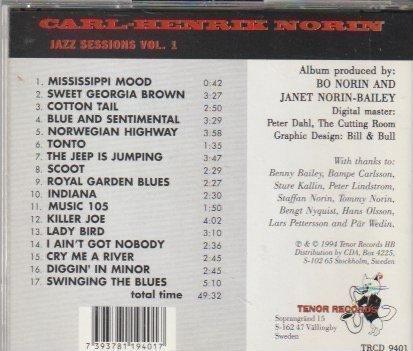 CARL-HENRIK NORIN
JAZZ SESSIONS VOL. 1
1. MISSISSIPPI MOOD 0:42
2. SWEET GEORGIA BROWN 3:27
3. COTTON TAIL 2:50
4. BLUE AND SENTIMENTAL 3:29
5. NORWEGIAN HIGHWAY 3:58
6. TONTO 1:35
7. THE JEEP IS JUMPING 3:47
8. SCOOT 2:29
9. ROYAL GARDEN BLUES 2:27
10. INDIANA 2:36
11. MUSIC 105 2:51
12. KILLER JOE 4:02
13. LADY BIRD 5:03
14. I AIN'T GOT NOBODY 2:36
15. CRY ME A RIVER 2:55
16. DIGGIN' IN MINOR 2:45
17. SWINGING THE BLUES 2:00
total time 49:32
7 393781 194017
Album produced by:
BO NORIN AND
JANET NORIN-BAILEY
Digital master:
Peter Dahl, The Cutting Room
Graphic Design: Bill & Bull
With thanks to:
Benny Bailey, Bampe Carlsson,
Sture Kallin, Peter Lindstrom,
Staffan Norin, Tommy Norin,
Bengt Nyquist, Hans Olsson,
Lars Pettersson and Pär Wedin.
℗ & © 1994 Tenor Records HB
Distribution by CDA, Box 4225,
S-102 65 Stockholm, Sweden
TENOR RECORDS
Soprangränd 15
S-162 47 Vällingby
Sweden
TRCD 9401